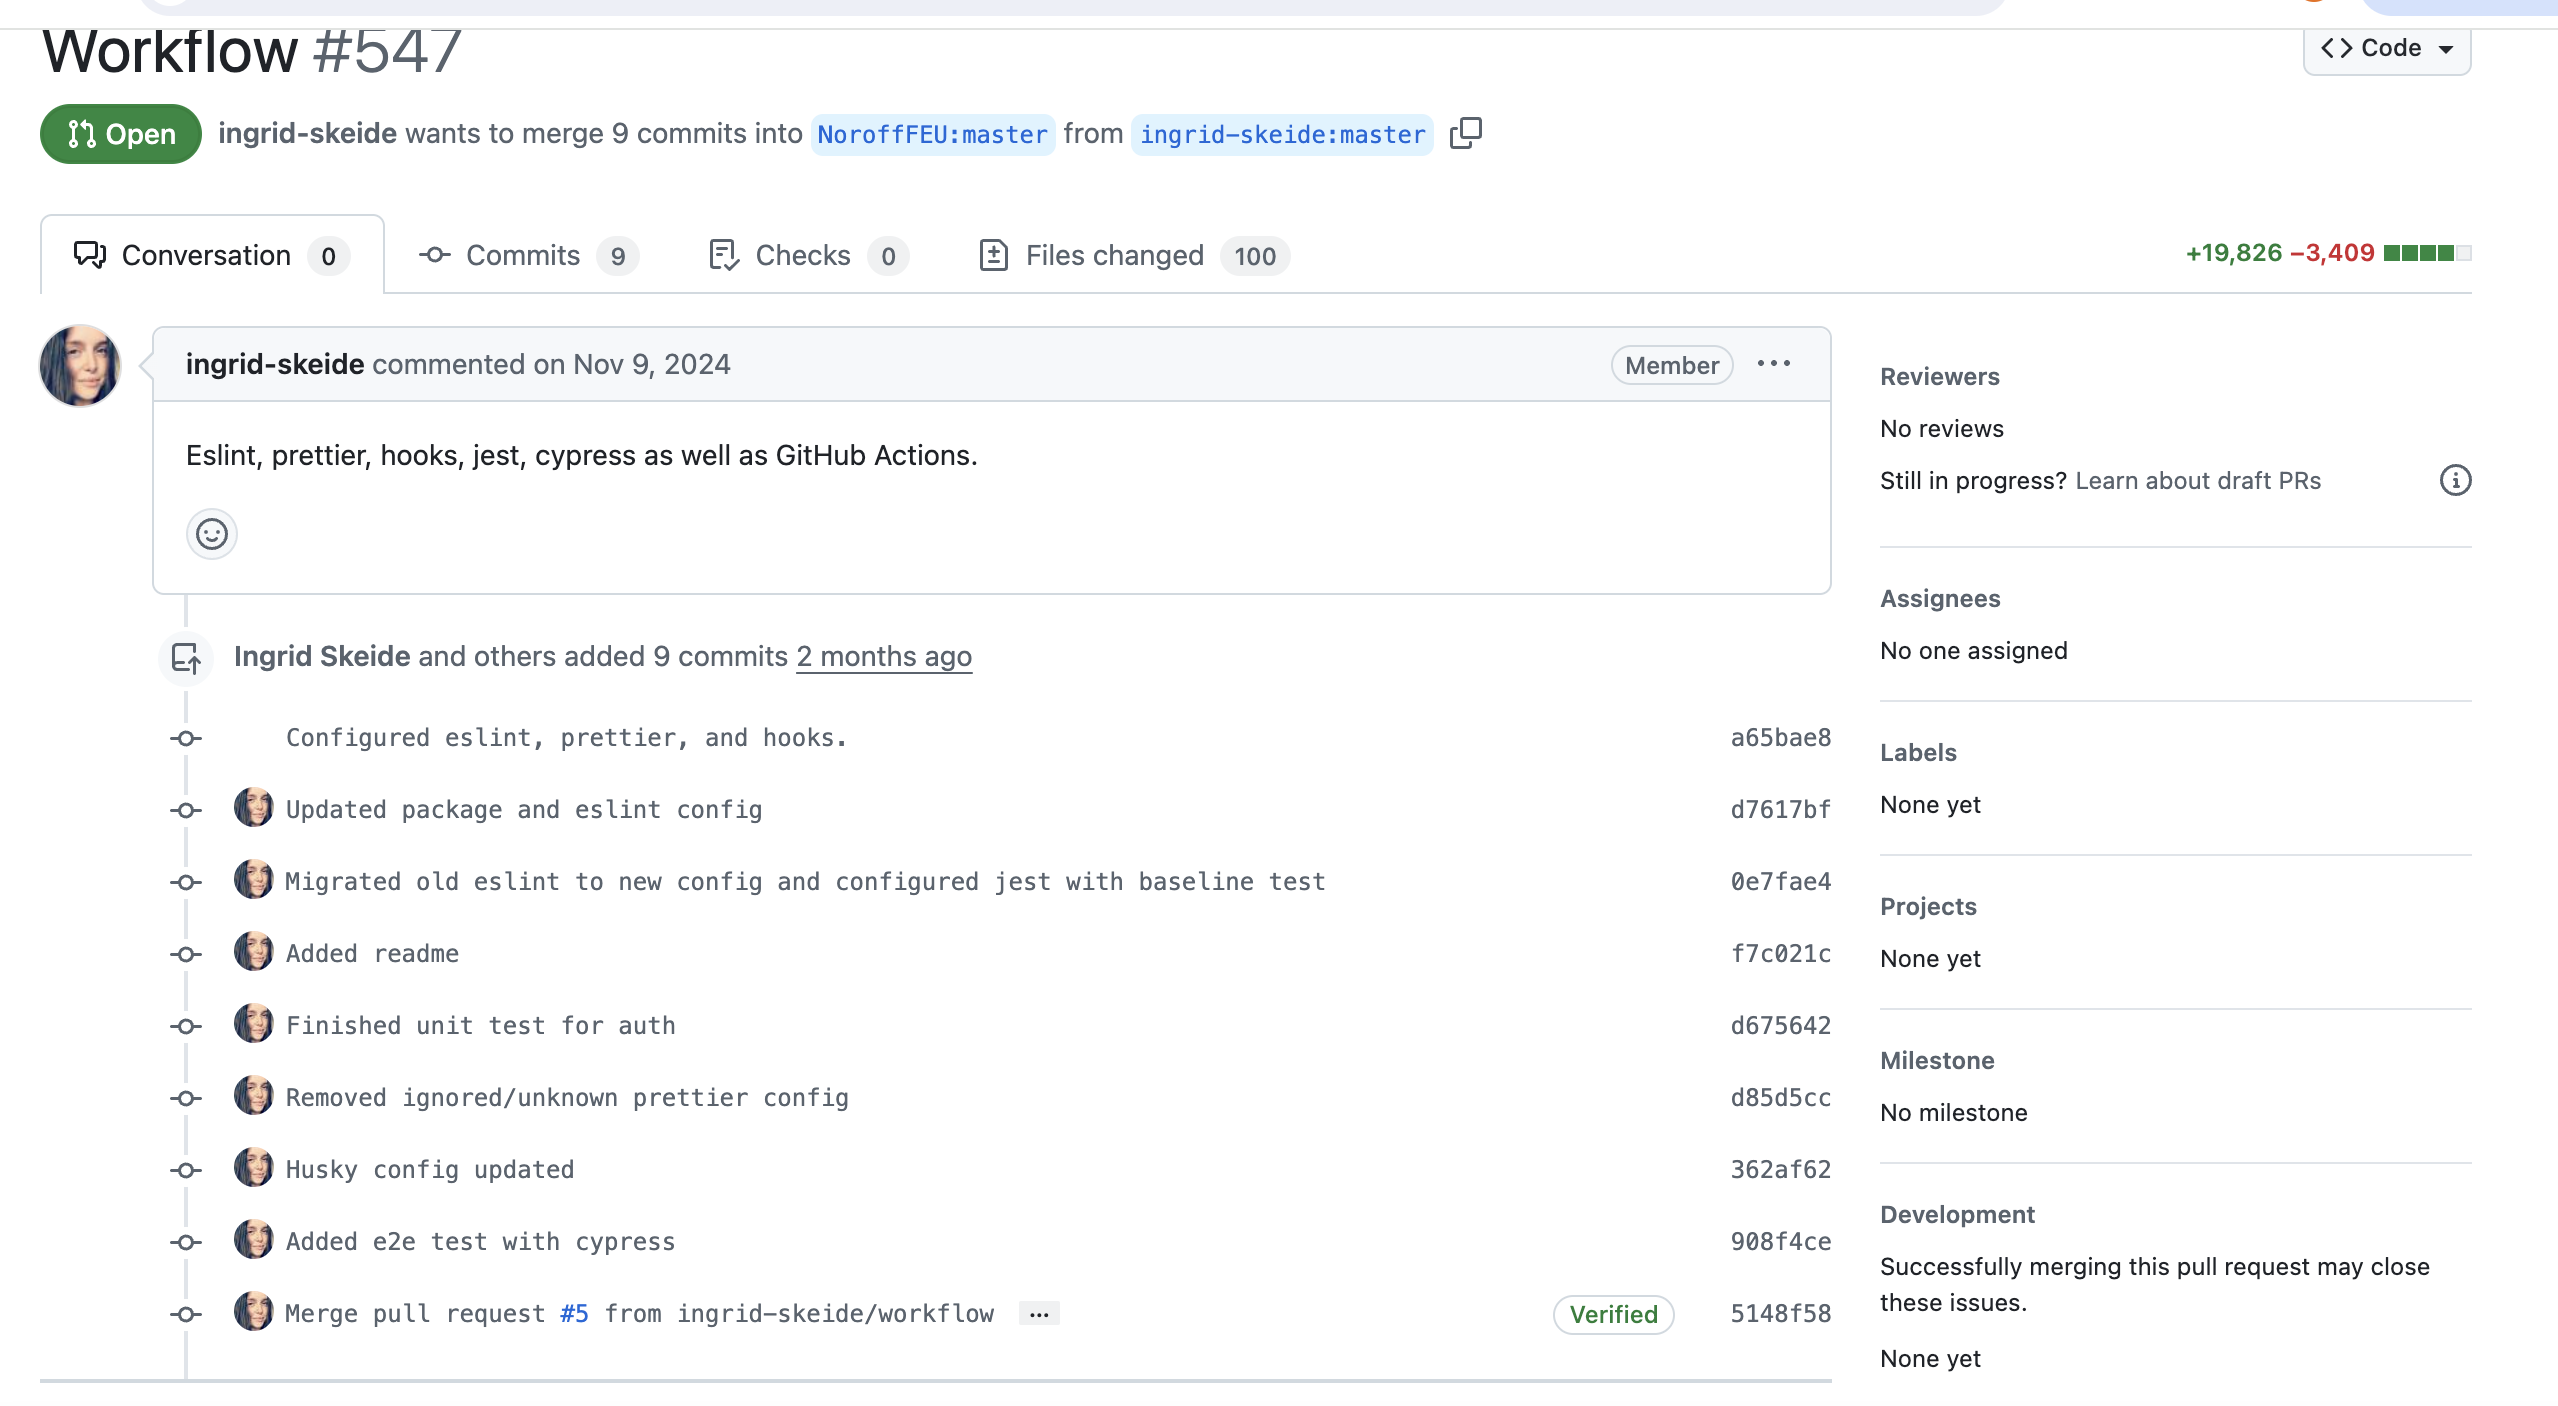 Workflow #547
<> Code
Open ingrid-skeide wants to merge 9 commits into NoroffFEU:master from ingrid-skeide:master
Conversation 0 Commits 9 Checks 0 Files changed 100 +19,826 −3,409
ingrid-skeide commented on Nov 9, 2024 Member ...
Eslint, prettier, hooks, jest, cypress as well as GitHub Actions.
Ingrid Skeide and others added 9 commits 2 months ago
Configured eslint, prettier, and hooks. a65bae8
Updated package and eslint config d7617bf
Migrated old eslint to new config and configured jest with baseline test 0e7fae4
Added readme f7c021c
Finished unit test for auth d675642
Removed ignored/unknown prettier config d85d5cc
Husky config updated 362af62
Added e2e test with cypress 908f4ce
Merge pull request #5 from ingrid-skeide/workflow ... Verified 5148f58
Reviewers
No reviews
Still in progress? Learn about draft PRs
Assignees
No one assigned
Labels
None yet
Projects
None yet
Milestone
No milestone
Development
Successfully merging this pull request may close
these issues.
None yet